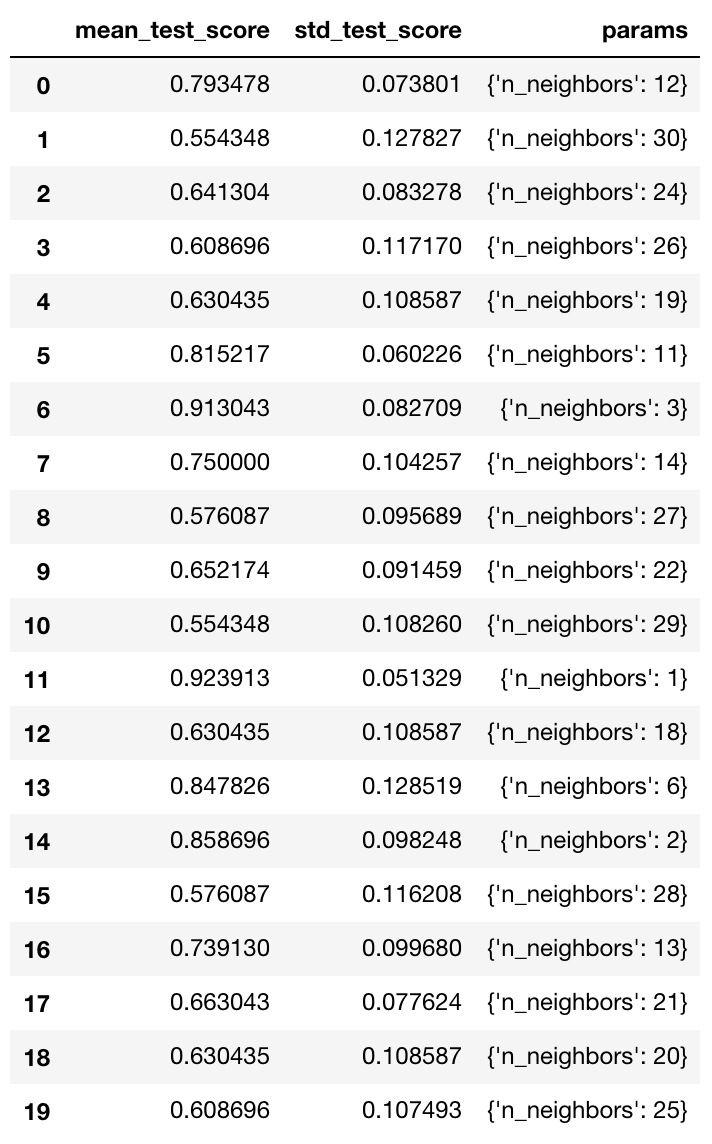 mean_test_score std_test_score params
0 0.793478 0.073801 {'n_neighbors': 12}
1 0.554348 0.127827 {'n_neighbors': 30}
2 0.641304 0.083278 {'n_neighbors': 24}
3 0.608696 0.117170 {'n_neighbors': 26}
4 0.630435 0.108587 {'n_neighbors': 19}
5 0.815217 0.060226 {'n_neighbors': 11}
6 0.913043 0.082709 {'n_neighbors': 3}
7 0.750000 0.104257 {'n_neighbors': 14}
8 0.576087 0.095689 {'n_neighbors': 27}
9 0.652174 0.091459 {'n_neighbors': 22}
10 0.554348 0.108260 {'n_neighbors': 29}
11 0.923913 0.051329 {'n_neighbors': 1}
12 0.630435 0.108587 {'n_neighbors': 18}
13 0.847826 0.128519 {'n_neighbors': 6}
14 0.858696 0.098248 {'n_neighbors': 2}
15 0.576087 0.116208 {'n_neighbors': 28}
16 0.739130 0.099680 {'n_neighbors': 13}
17 0.663043 0.077624 {'n_neighbors': 21}
18 0.630435 0.108587 {'n_neighbors': 20}
19 0.608696 0.107493 {'n_neighbors': 25}